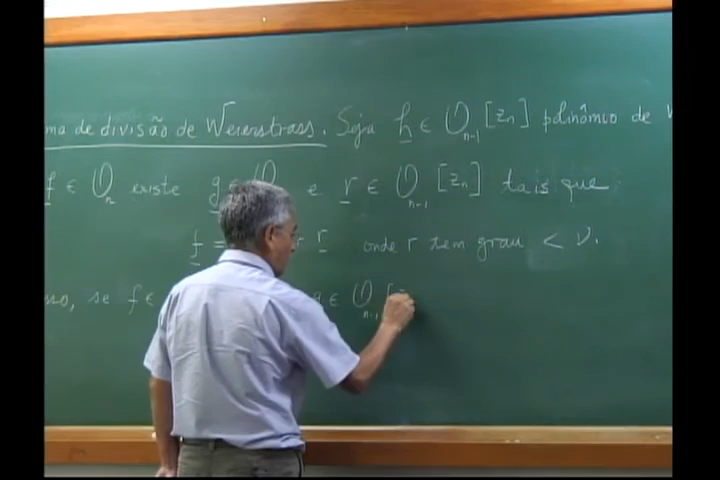 ma de divisão de Weierstrass. Seja h ∈ O_{n-1} [z_n] polinômio de
f ∈ O_n existe g ∈ O e r ∈ O_{n-1} [z_n] tais que
f = r onde r tem grau < ν.
sso, se f ∈ g ∈ O_{n-1} [